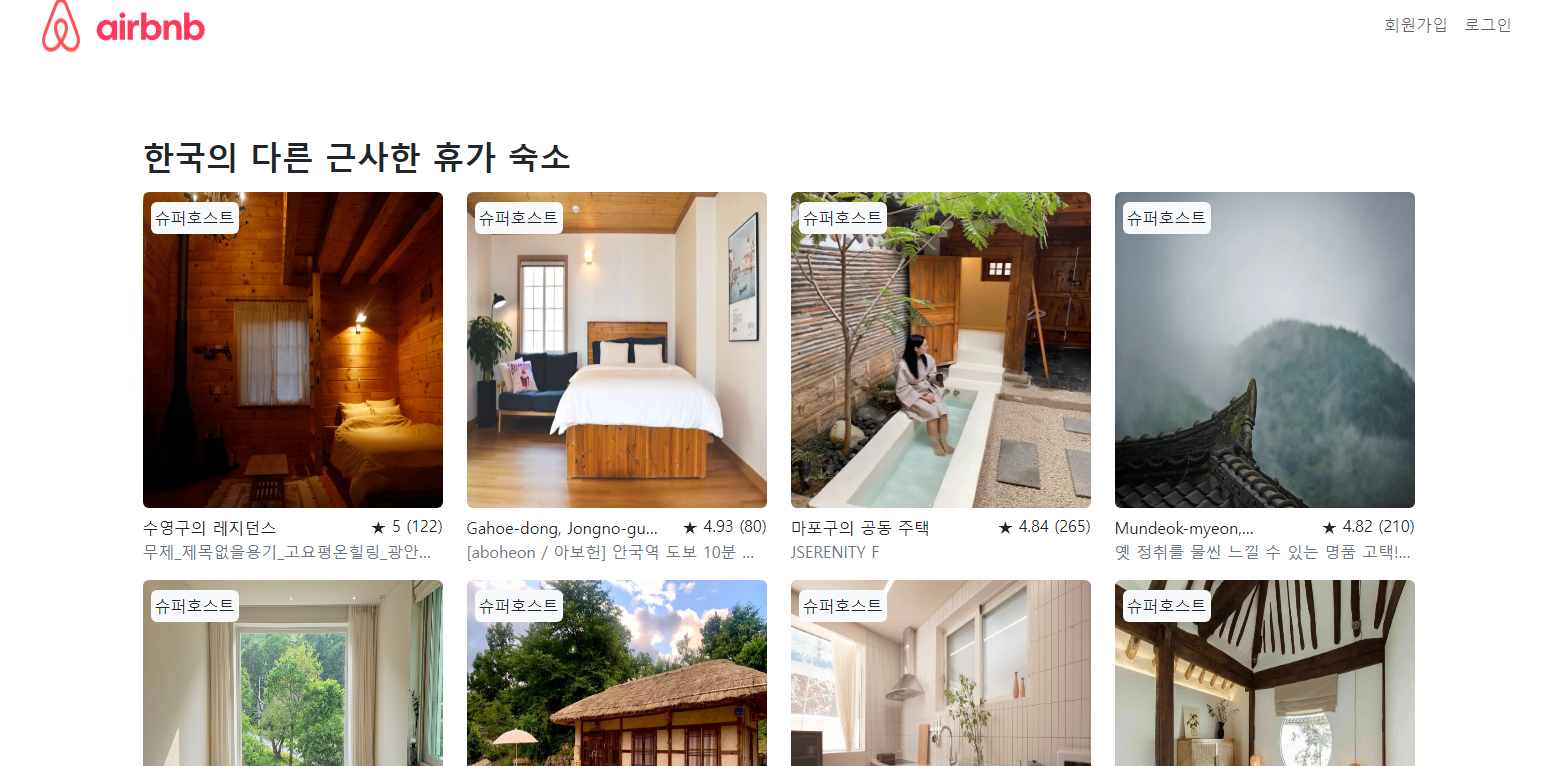 airbnb
회원가입 로그인
한국의 다른 근사한 휴가 숙소
슈퍼호스트 슈퍼호스트 슈퍼호스트 슈퍼호스트
수영구의 레지던스 ★ 5 (122) Gahoe-dong, Jongno-gu... ★ 4.93 (80) 마포구의 공동 주택 ★ 4.84 (265) Mundeok-myeon,... ★ 4.82 (210)
무제_제목없을용기_고요평온힐링_광안... [aboheon / 아보헌] 안국역 도보 10분 ... JSERENITY F 옛 정취를 물씬 느낄 수 있는 명품 고택!...
슈퍼호스트 슈퍼호스트 슈퍼호스트 슈퍼호스트